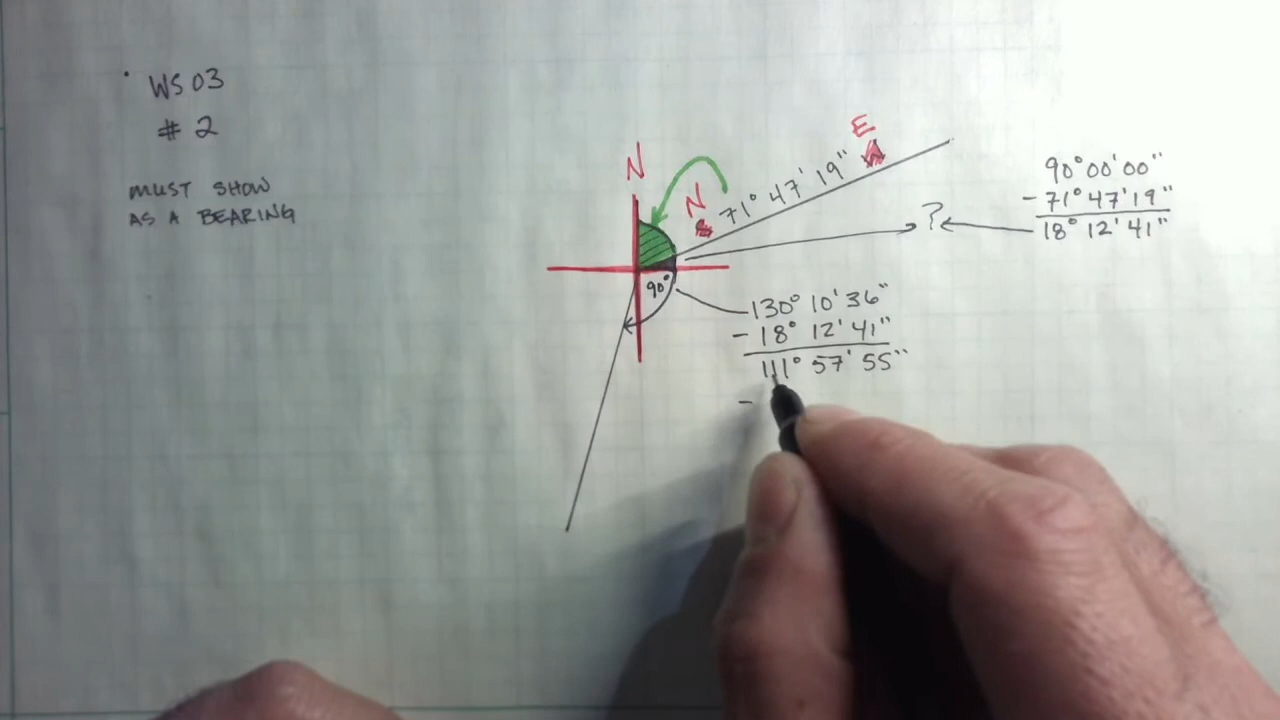 WS 03
# 2
MUST SHOW
AS A BEARING
N
N 71° 47' 19" E
90°
?
90° 00' 00"
- 71° 47' 19"
18° 12' 41"
130° 10' 36"
- 18° 12' 41"
111° 57' 55"
-